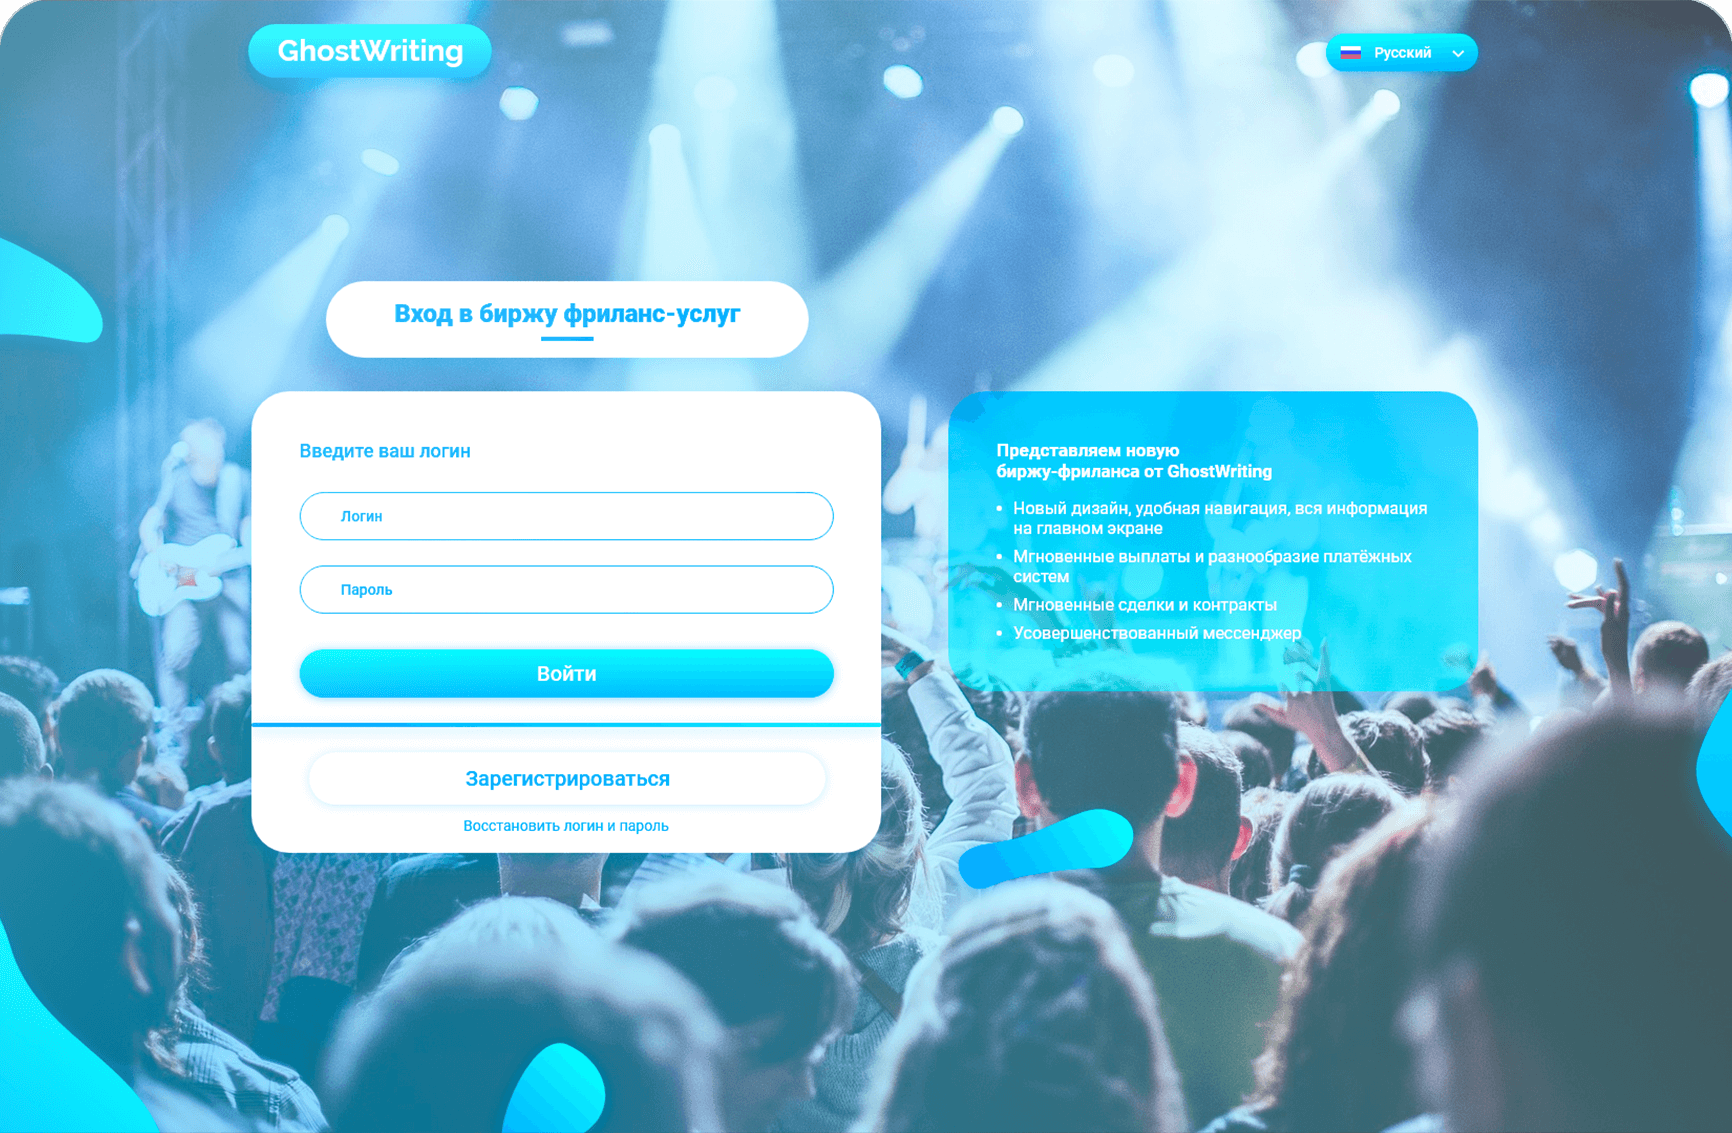 GhostWriting
Русский
Вход в биржу фриланс-услуг
Введите ваш логин
Логин
Пароль
Войти
Зарегистрироваться
Восстановить логин и пароль
Представляем новую
биржу-фриланса от GhostWriting
• Новый дизайн, удобная навигация, вся информация
на главном экране
• Мгновенные выплаты и разнообразие платёжных
систем
• Мгновенные сделки и контракты
• Усовершенствованный мессенджер